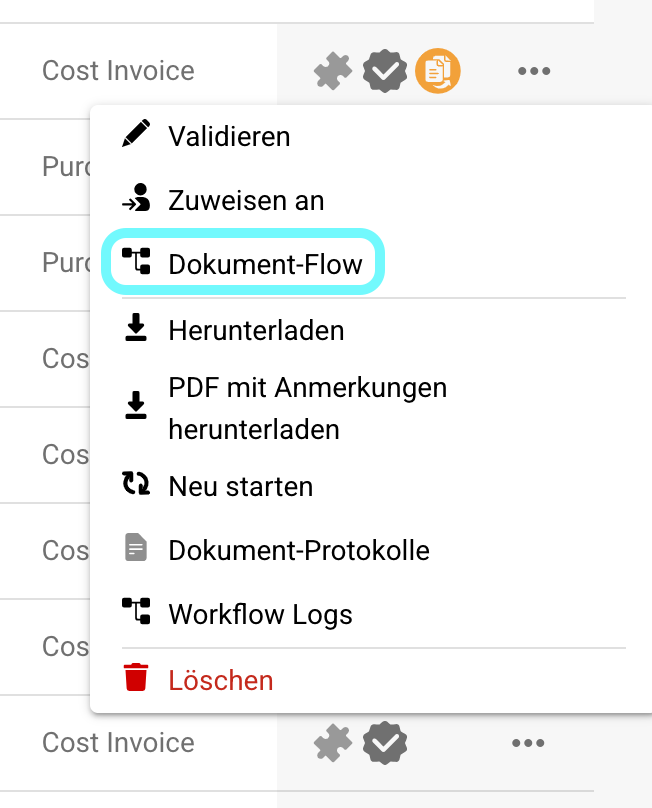 Cost Invoice
Validieren
Purc
Zuweisen an
Purc
Dokument-Flow
Herunterladen
Cos
PDF mit Anmerkungen
herunterladen
Cos
Neu starten
Cos
Dokument-Protokolle
Cos
Workflow Logs
Löschen
Cost Invoice